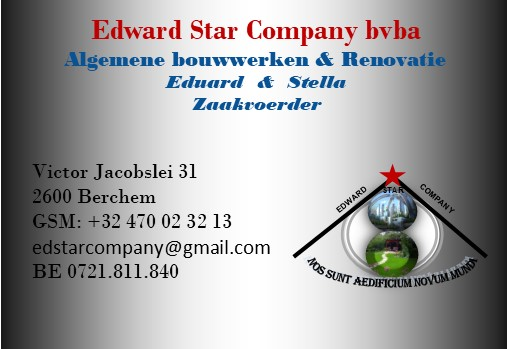 Edward Star Company bvba
Algemene bouwwerken & Renovatie
Eduard & Stella
Zaakvoerder
Victor Jacobslei 31
2600 Berchem
GSM: +32 470 02 32 13
edstarcompany@gmail.com
BE 0721.811.840
EDWARD STAR COMPANY
NOS SUNT AEDIFICIUM NOVUM MUNDA